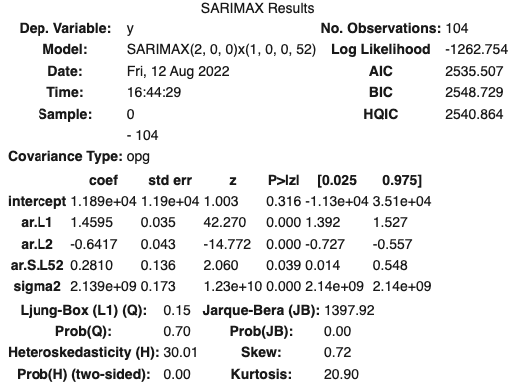 SARIMAX Results
Dep. Variable: y No. Observations: 104
Model: SARIMAX(2, 0, 0)x(1, 0, 0, 52) Log Likelihood -1262.754
Date: Fri, 12 Aug 2022 AIC 2535.507
Time: 16:44:29 BIC 2548.729
Sample: 0 HQIC 2540.864
- 104
Covariance Type: opg
coef std err z P>|z| [0.025 0.975]
intercept 1.189e+04 1.19e+04 1.003 0.316 -1.13e+04 3.51e+04
ar.L1 1.4595 0.035 42.270 0.000 1.392 1.527
ar.L2 -0.6417 0.043 -14.772 0.000 -0.727 -0.557
ar.S.L52 0.2810 0.136 2.060 0.039 0.014 0.548
sigma2 2.139e+09 0.173 1.23e+10 0.000 2.14e+09 2.14e+09
Ljung-Box (L1) (Q): 0.15 Jarque-Bera (JB): 1397.92
Prob(Q): 0.70 Prob(JB): 0.00
Heteroskedasticity (H): 30.01 Skew: 0.72
Prob(H) (two-sided): 0.00 Kurtosis: 20.90